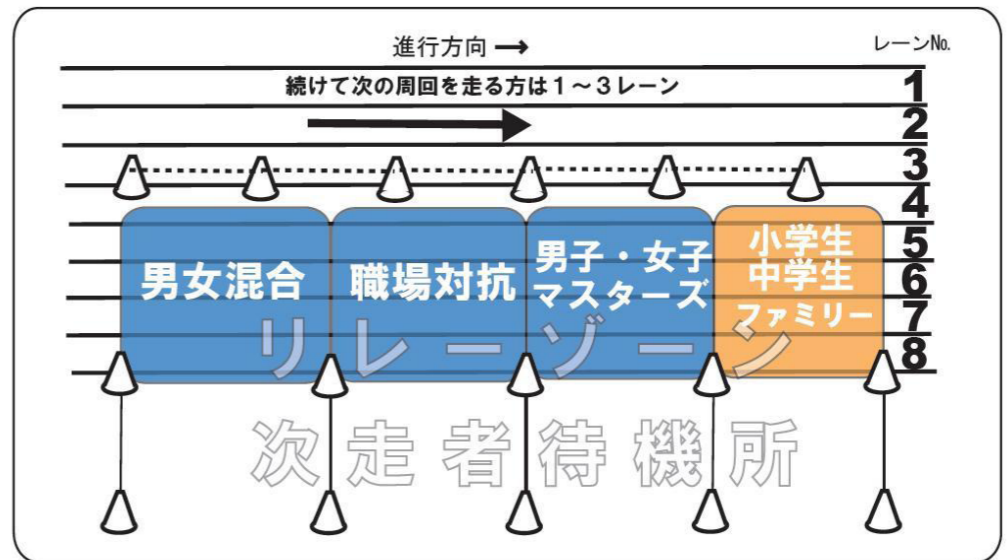 進行方向 →
レーン№
続けて次の周回を走る方は1~3レーン
1
2
3
4
5
6
7
8
男女混合
職場対抗
男子・女子
マスターズ
小学生
中学生
ファミリー
リレーゾーン
次走者待機所